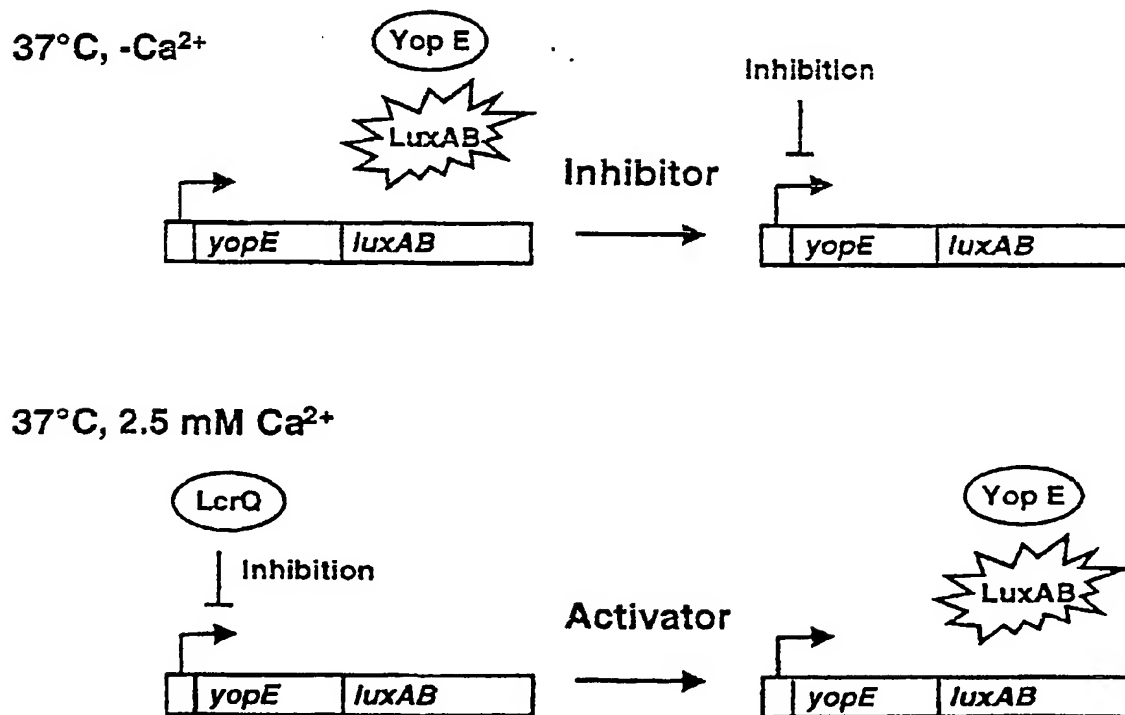 37°C, -Ca²⁺
Yop E
LuxAB
Inhibitor
Inhibition
yopE luxAB
yopE luxAB
37°C, 2.5 mM Ca²⁺
LcrQ
Inhibition
Activator
Yop E
LuxAB
yopE luxAB
yopE luxAB